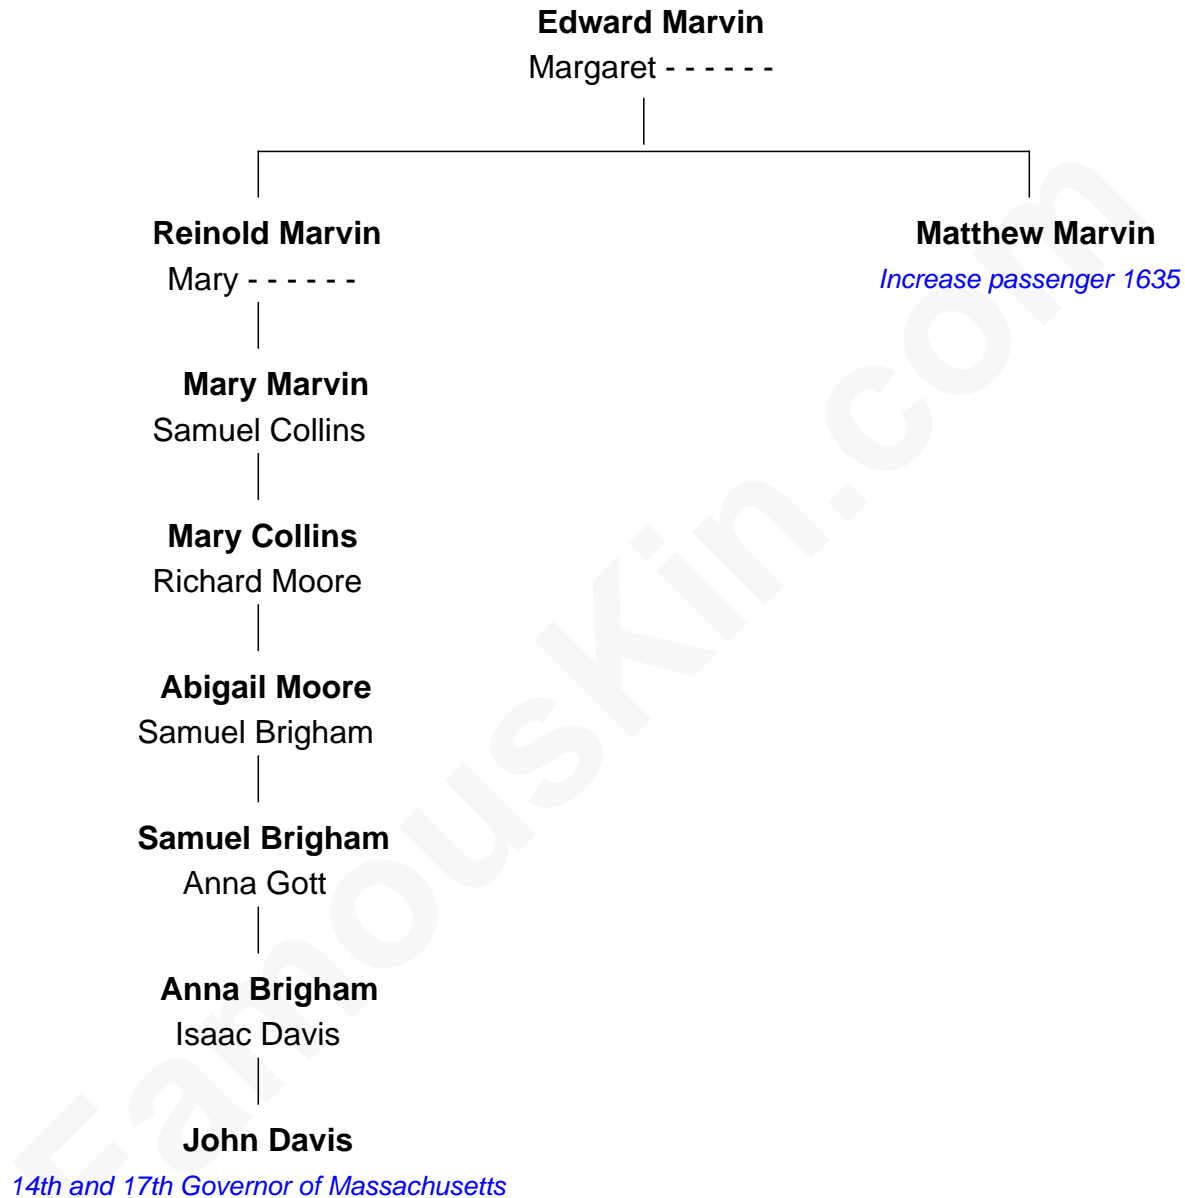 Edward Marvin
Margaret - - - - - -
Reinold Marvin
Mary - - - - - -
Matthew Marvin
Increase passenger 1635
Mary Marvin
Samuel Collins
Mary Collins
Richard Moore
Abigail Moore
Samuel Brigham
Samuel Brigham
Anna Gott
Anna Brigham
Isaac Davis
John Davis
14th and 17th Governor of Massachusetts
FamousKin.com